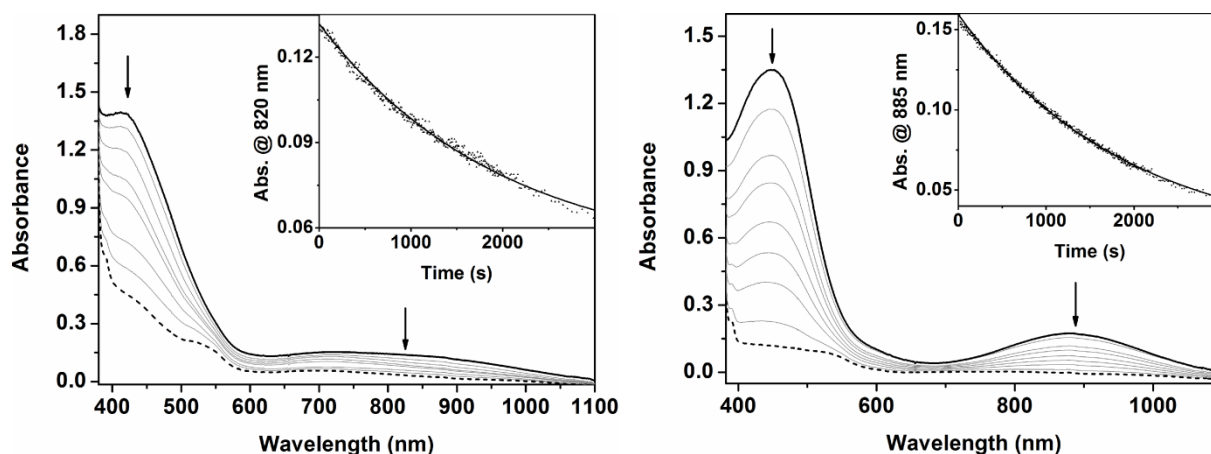 1.8
1.5
1.2
0.9
0.6
0.3
0.0
Absorbance
400 500 600 700 800 900 1000 1100
Wavelength (nm)
0.12
0.09
0.06
Abs. @ 820 nm
0 1000 2000
Time (s)
1.5
1.2
0.9
0.6
0.3
0.0
Absorbance
400 600 800 1000
Wavelength (nm)
0.15
0.10
0.05
Abs. @ 885 nm
0 1000 2000
Time (s)